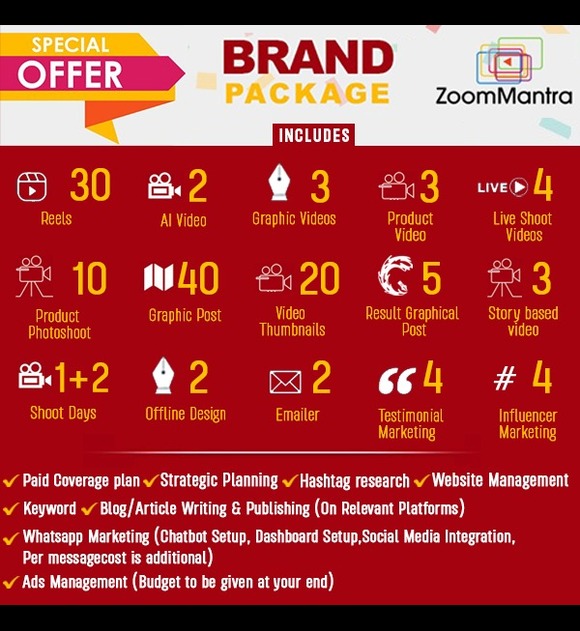 SPECIAL
OFFER
BRAND
PACKAGE
ZoomMantra
INCLUDES
30
Reels
2
AI Video
3
Graphic Videos
3
Product
Video
LIVE
4
Live Shoot
Videos
10
Product
Photoshoot
40
Graphic Post
20
Video
Thumbnails
5
Result Graphical
Post
3
Story based
video
1+2
Shoot Days
2
Offline Design
2
Emailer
4
Testimonial
Marketing
# 4
Influencer
Marketing
Paid Coverage plan Strategic Planning Hashtag research Website Management
Keyword Blog/Article Writing & Publishing (On Relevant Platforms)
Whatsapp Marketing (Chatbot Setup, Dashboard Setup,Social Media Integration,
Per messagecost is additional)
Ads Management (Budget to be given at your end)